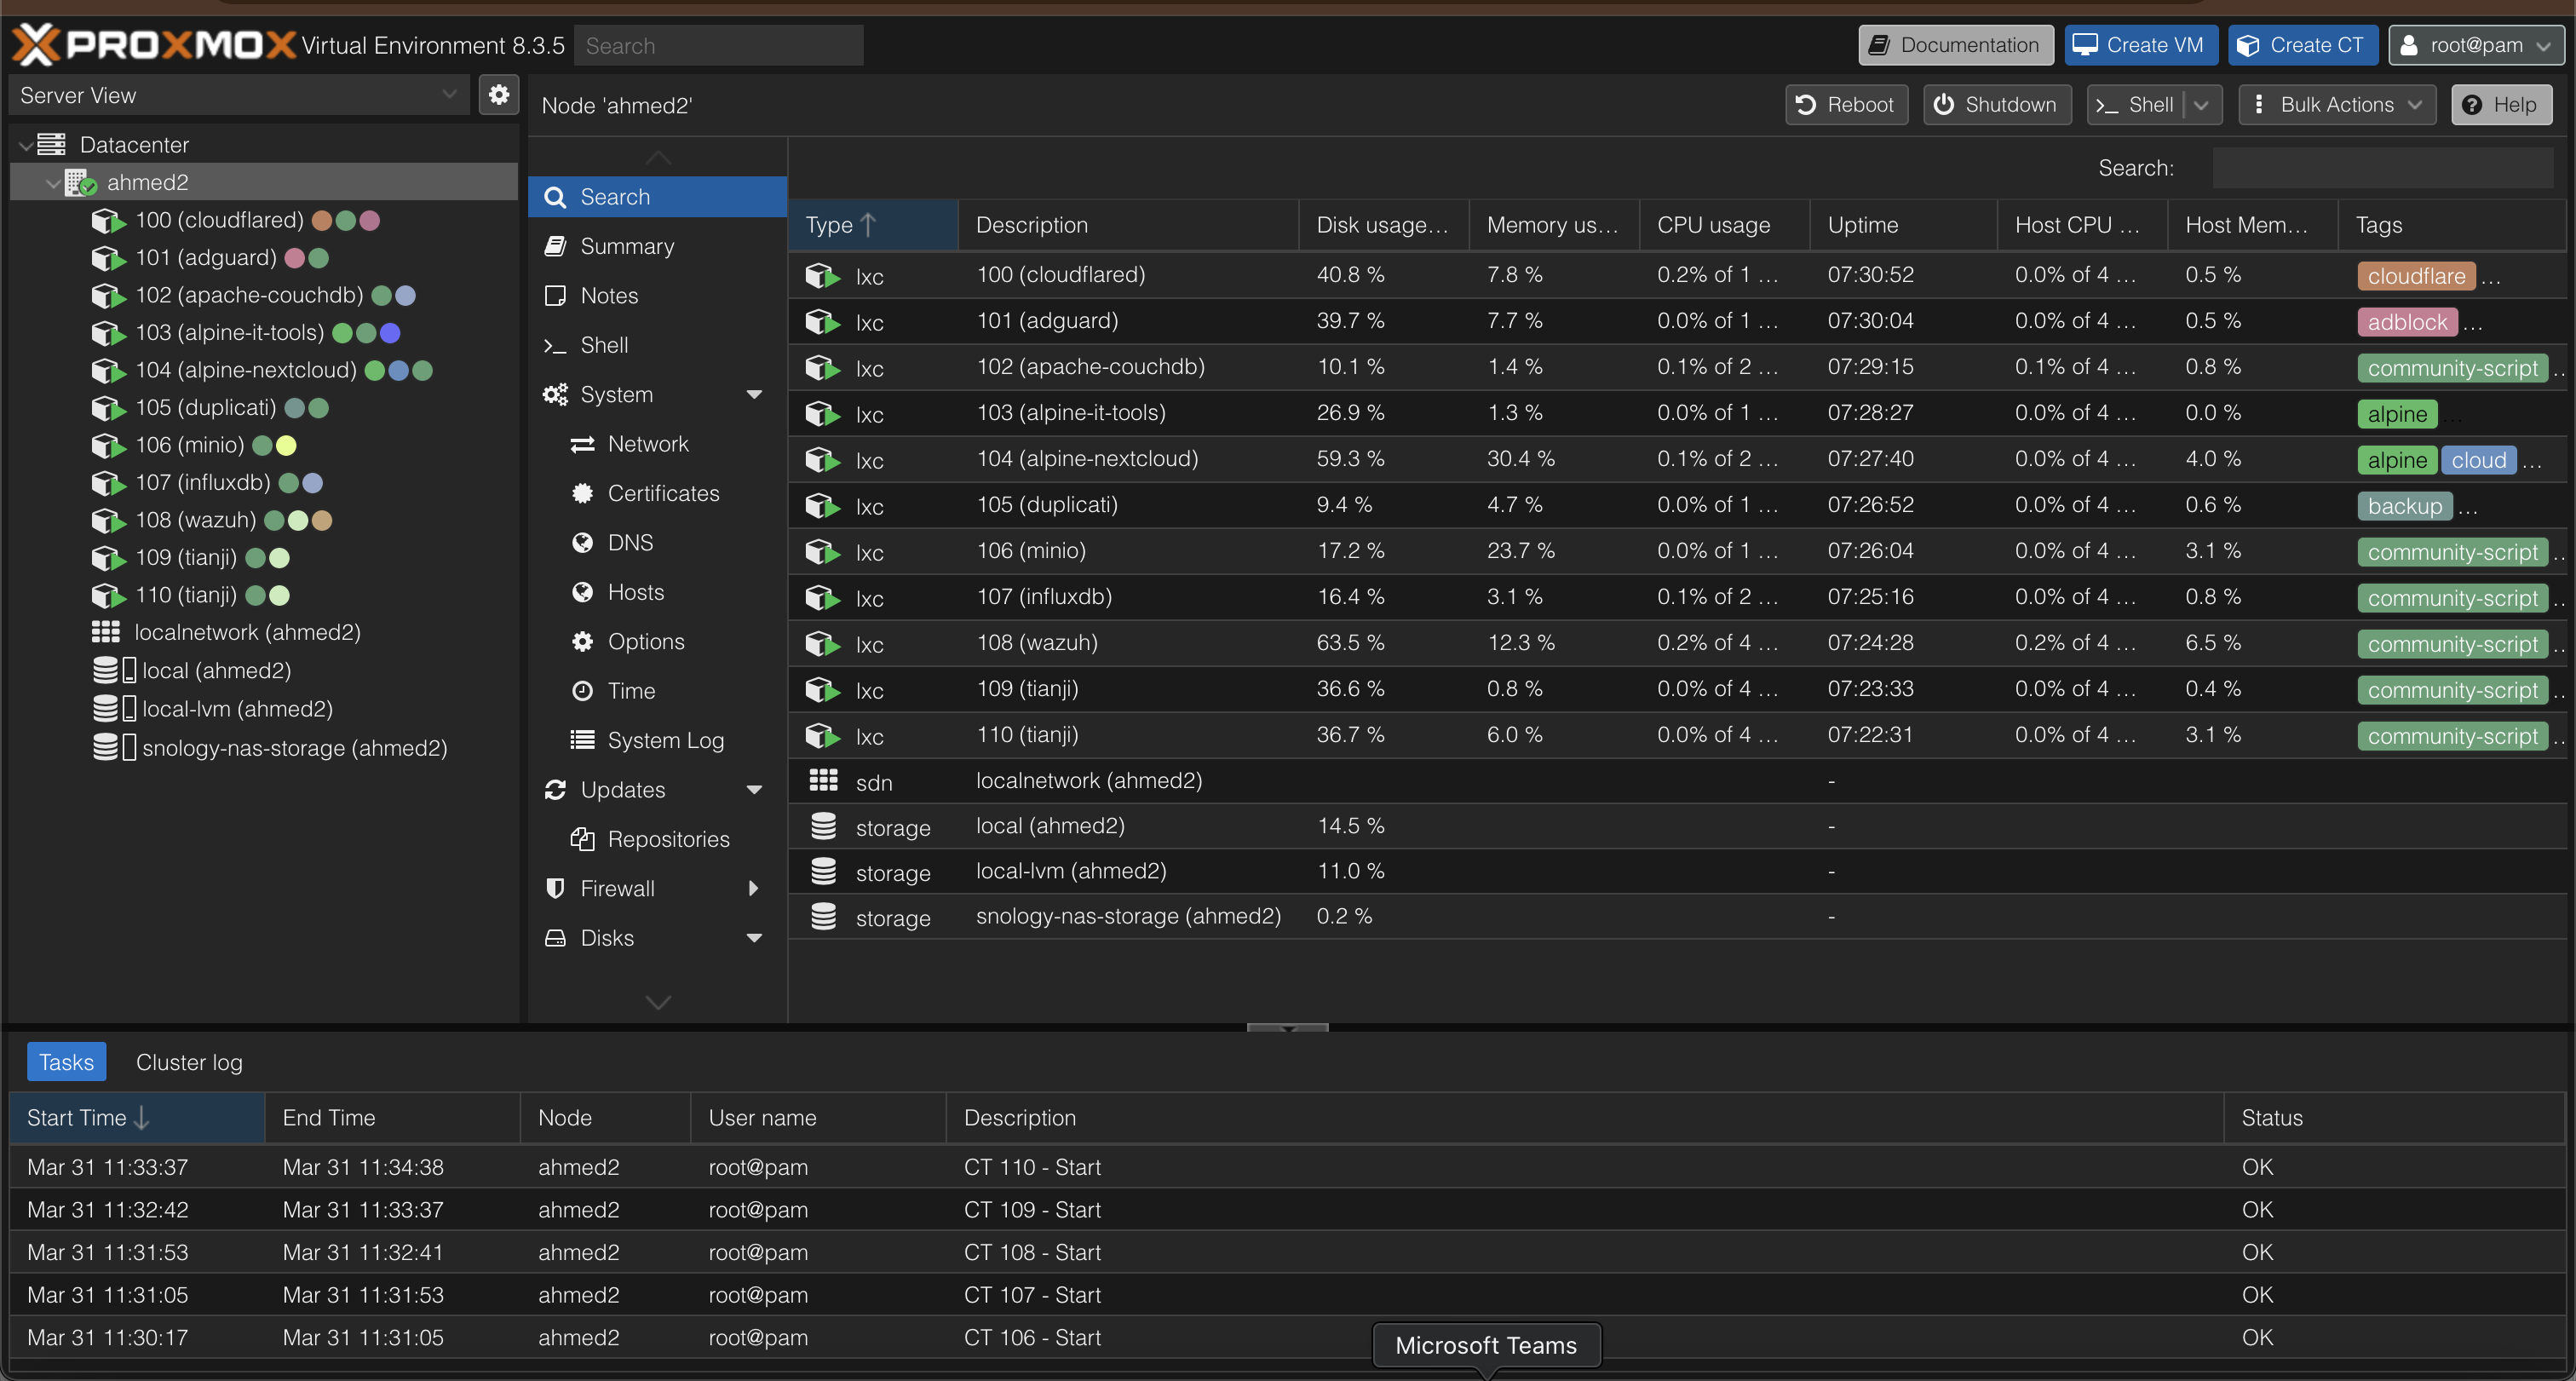 PROXMOX Virtual Environment 8.3.5 Search Documentation Create VM Create CT root@pam
Server View
Node 'ahmed2' Reboot Shutdown >_ Shell Bulk Actions Help
Datacenter
ahmed2
100 (cloudflared)
101 (adguard)
102 (apache-couchdb)
103 (alpine-it-tools)
104 (alpine-nextcloud)
105 (duplicati)
106 (minio)
107 (influxdb)
108 (wazuh)
109 (tianji)
110 (tianji)
localnetwork (ahmed2)
local (ahmed2)
local-lvm (ahmed2)
snology-nas-storage (ahmed2)
Search
Summary
Notes
>_ Shell
System
Network
Certificates
DNS
Hosts
Options
Time
System Log
Updates
Repositories
Firewall
Disks
Search:
Type Description Disk usage... Memory us... CPU usage Uptime Host CPU ... Host Mem... Tags
lxc 100 (cloudflared) 40.8 % 7.8 % 0.2% of 1 ... 07:30:52 0.0% of 4 ... 0.5 % cloudflare ...
lxc 101 (adguard) 39.7 % 7.7 % 0.0% of 1 ... 07:30:04 0.0% of 4 ... 0.5 % adblock ...
lxc 102 (apache-couchdb) 10.1 % 1.4 % 0.1% of 2 ... 07:29:15 0.1% of 4 ... 0.8 % community-script ..
lxc 103 (alpine-it-tools) 26.9 % 1.3 % 0.0% of 1 ... 07:28:27 0.0% of 4 ... 0.0 % alpine ...
lxc 104 (alpine-nextcloud) 59.3 % 30.4 % 0.1% of 2 ... 07:27:40 0.0% of 4 ... 4.0 % alpine cloud ...
lxc 105 (duplicati) 9.4 % 4.7 % 0.0% of 1 ... 07:26:52 0.0% of 4 ... 0.6 % backup ...
lxc 106 (minio) 17.2 % 23.7 % 0.0% of 1 ... 07:26:04 0.0% of 4 ... 3.1 % community-script ..
lxc 107 (influxdb) 16.4 % 3.1 % 0.1% of 2 ... 07:25:16 0.0% of 4 ... 0.8 % community-script ..
lxc 108 (wazuh) 63.5 % 12.3 % 0.2% of 4 ... 07:24:28 0.2% of 4 ... 6.5 % community-script ..
lxc 109 (tianji) 36.6 % 0.8 % 0.0% of 4 ... 07:23:33 0.0% of 4 ... 0.4 % community-script ..
lxc 110 (tianji) 36.7 % 6.0 % 0.0% of 4 ... 07:22:31 0.0% of 4 ... 3.1 % community-script ..
sdn localnetwork (ahmed2) -
storage local (ahmed2) 14.5 % -
storage local-lvm (ahmed2) 11.0 % -
storage snology-nas-storage (ahmed2) 0.2 % -
Tasks Cluster log
Start Time End Time Node User name Description Status
Mar 31 11:33:37 Mar 31 11:34:38 ahmed2 root@pam CT 110 - Start OK
Mar 31 11:32:42 Mar 31 11:33:37 ahmed2 root@pam CT 109 - Start OK
Mar 31 11:31:53 Mar 31 11:32:41 ahmed2 root@pam CT 108 - Start OK
Mar 31 11:31:05 Mar 31 11:31:53 ahmed2 root@pam CT 107 - Start OK
Mar 31 11:30:17 Mar 31 11:31:05 ahmed2 root@pam CT 106 - Start OK
Microsoft Teams